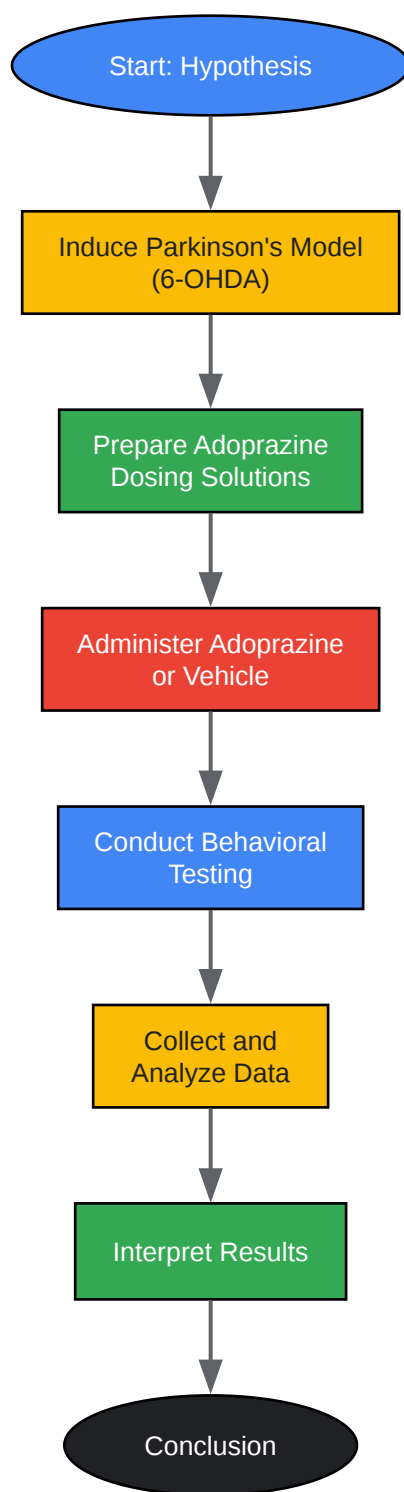 Start: Hypothesis
Induce Parkinson's Model
(6-OHDA)
Prepare Adoprazine
Dosing Solutions
Administer Adoprazine
or Vehicle
Conduct Behavioral
Testing
Collect and
Analyze Data
Interpret Results
Conclusion